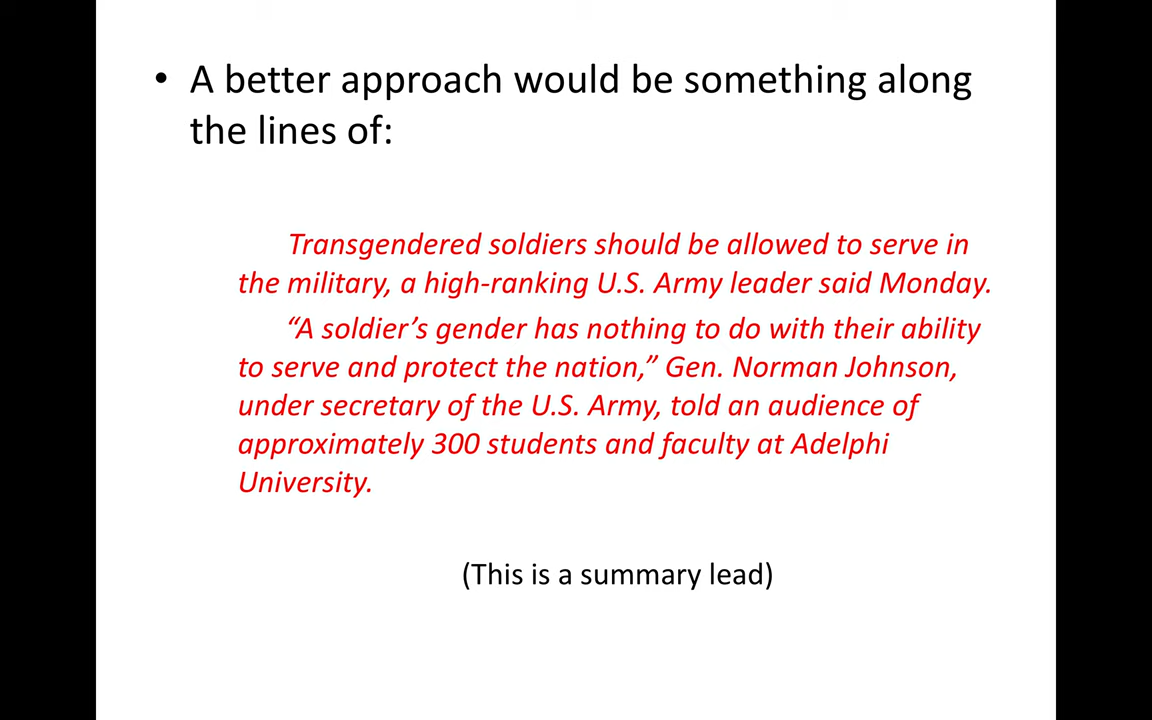 • A better approach would be something along
the lines of:
Transgendered soldiers should be allowed to serve in
the military, a high-ranking U.S. Army leader said Monday.
“A soldier’s gender has nothing to do with their ability
to serve and protect the nation,” Gen. Norman Johnson,
under secretary of the U.S. Army, told an audience of
approximately 300 students and faculty at Adelphi
University.
(This is a summary lead)